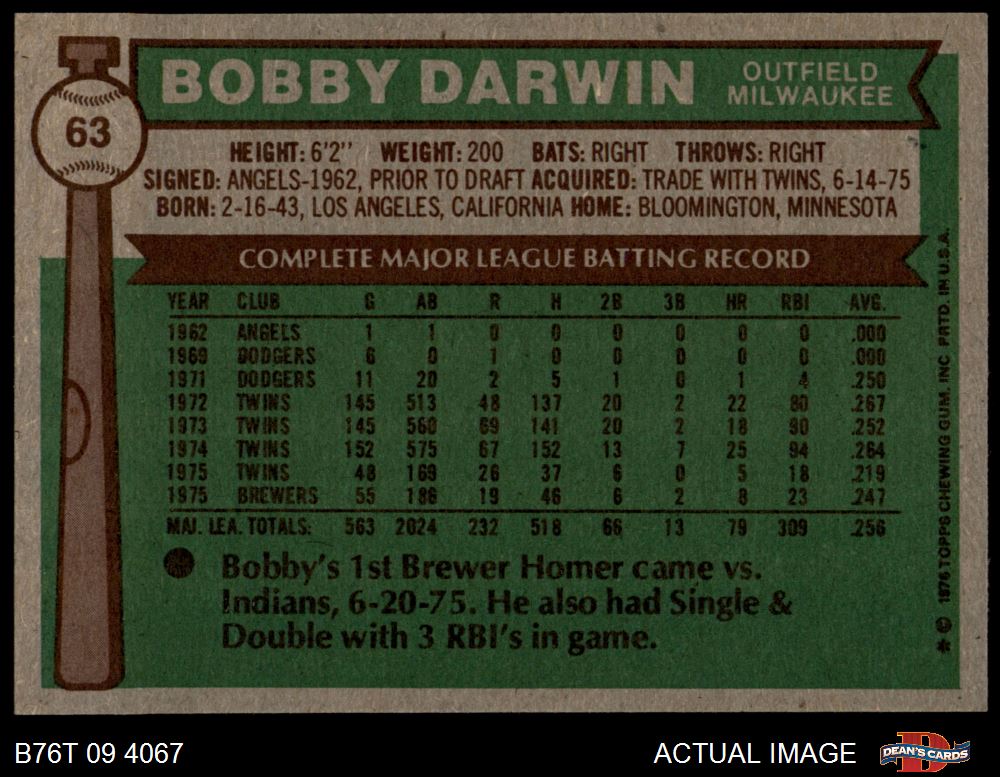 63
BOBBY DARWIN
OUTFIELD
MILWAUKEE
HEIGHT: 6'2" WEIGHT: 200 BATS: RIGHT THROWS: RIGHT
SIGNED: ANGELS-1962, PRIOR TO DRAFT ACQUIRED: TRADE WITH TWINS, 6-14-75
BORN: 2-16-43, LOS ANGELES, CALIFORNIA HOME: BLOOMINGTON, MINNESOTA
COMPLETE MAJOR LEAGUE BATTING RECORD
YEAR CLUB G AB R H 2B 3B HR RBI AVG.
1962 ANGELS 1 1 0 0 0 0 0 0 .000
1969 DODGERS 6 0 1 0 0 0 0 0 .000
1971 DODGERS 11 20 2 5 1 0 1 4 .250
1972 TWINS 145 513 48 137 20 2 22 80 .267
1973 TWINS 145 560 69 141 20 2 18 90 .252
1974 TWINS 152 575 67 152 13 7 25 94 .264
1975 TWINS 48 169 26 37 6 0 5 18 .219
1975 BREWERS 55 186 19 46 6 2 8 23 .247
MAJ. LEA. TOTALS: 563 2024 232 518 66 13 79 309 .256
Bobby's 1st Brewer Homer came vs.
Indians, 6-20-75. He also had Single &
Double with 3 RBI's in game.
* © 1976 TOPPS CHEWING GUM, INC. PRTD. IN U.S.A.
B76T 09 4067
ACTUAL IMAGE
D
DEAN'S CARDS